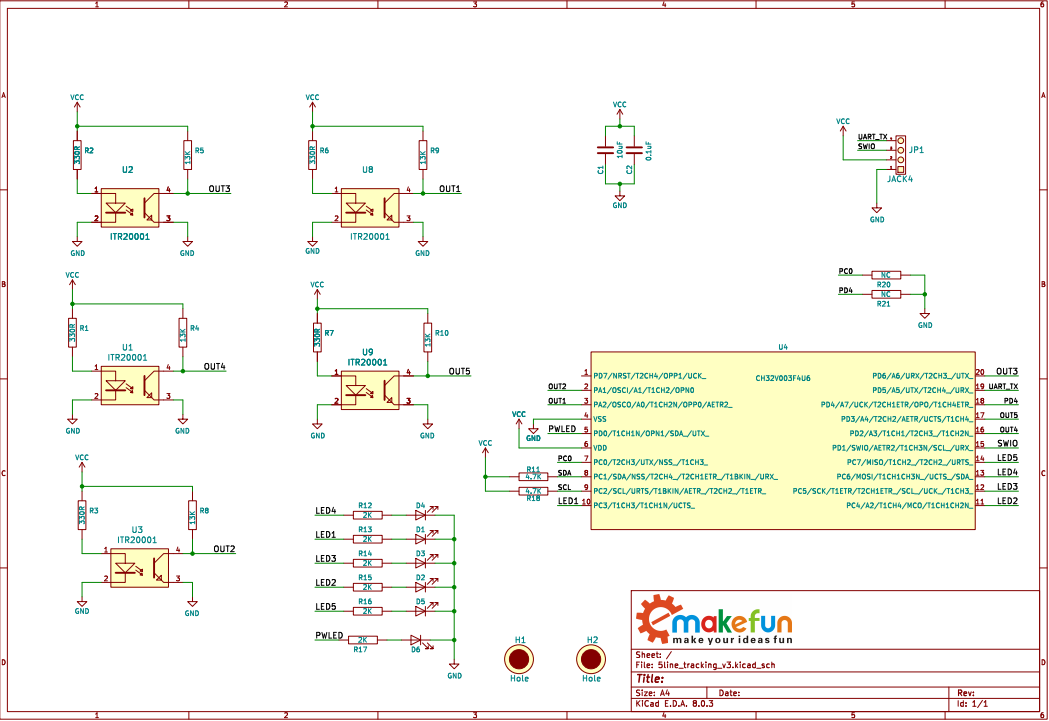 1 2 3 4 5 6
A
B
C
D
A
B
C
D
VCC
330R
R2
13K
R5
U2
1
2
4
3
OUT3
ITR20001
GND
GND
VCC
330R
R6
13K
R9
U8
1
2
4
3
OUT1
ITR20001
GND
GND
VCC
C1
10uF
C2
0.1uF
GND
VCC
UART_TX
SWIO
4
3
2
1
JP1
JACK4
GND
VCC
330R
R1
13K
R4
U1
ITR20001
1
2
4
3
OUT4
GND
GND
VCC
330R
R7
13K
R10
U9
ITR20001
1
2
4
3
OUT5
GND
GND
PC0
NC
R20
PD4
NC
R21
GND
VCC
330R
R3
13K
R8
U3
ITR20001
1
2
4
3
OUT2
GND
GND
U4
CH32V003F4U6
1 PD7/NRST/T2CH4/OPP1/UCK_
OUT2 2 PA1/OSCI/A1/T1CH2/OPN0
OUT1 3 PA2/OSCO/A0/T1CH2N/OPP0/AETR2_
4 VSS
PWLED 5 PD0/T1CH1N/OPN1/SDA_/UTX_
6 VDD
PC0 7 PC0/T2CH3/UTX/NSS_/T1CH3_
SDA 8 PC1/SDA/NSS/T2CH4_/T2CH1ETR_/T1BKIN_/URX_
SCL 9 PC2/SCL/URTS/T1BKIN/AETR_/T2CH2_/T1ETR_
LED1 10 PC3/T1CH3/T1CH1N/UCTS_
PD6/A6/URX/T2CH3_/UTX_ 20 OUT3
PD5/A5/UTX/T2CH4_/URX_ 19 UART_TX
PD4/A7/UCK/T2CH1ETR/OPO/T1CH4ETR_ 18 PD4
PD3/A4/T2CH2/AETR/UCTS/T1CH4_ 17 OUT5
PD2/A3/T1CH1/T2CH3_/T1CH2N_ 16 OUT4
PD1/SWIO/AETR2/T1CH3N/SCL_/URX_ 15 SWIO
PC7/MISO/T1CH2_/T2CH2_/URTS_ 14 LED5
PC6/MOSI/T1CH1CH3N_/UCTS_/SDA_ 13 LED4
PC5/SCK/T1ETR/T2CH1ETR_/SCL_/UCK_/T1CH3_ 12 LED3
PC4/A2/T1CH4/MCO/T1CH1CH2N_ 11 LED2
VCC
GND
VCC
R11
4.7K
4.7K
R18
LED4 R12 2K D4
LED1 R13 2K D1
LED3 R14 2K D3
LED2 R15 2K D2
LED5 R16 2K D5
PWLED 2K R17 D6
GND
H1
Hole
H2
Hole
emakefun
make your ideas fun
Sheet: /
File: 5line_tracking_v3.kicad_sch
Title:
Size: A4 Date: Rev:
KiCad E.D.A. 8.0.3 Id: 1/1
1 2 3 4 5 6